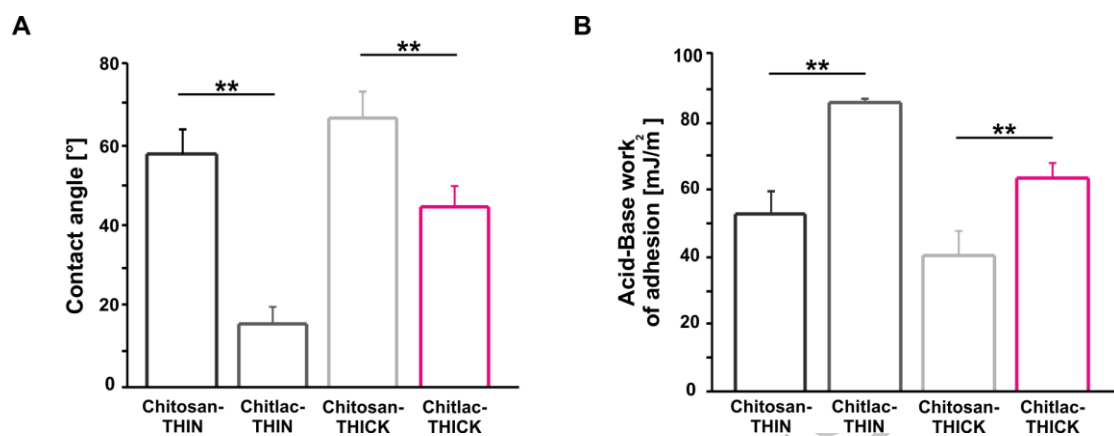 A
Contact angle [°]
80
60
40
20
0
**
**
Chitosan-
THIN
Chitlac-
THIN
Chitosan-
THICK
Chitlac-
THICK
B
Acid-Base work
of adhesion [mJ/m2]
100
80
60
40
20
0
**
**
Chitosan-
THIN
Chitlac-
THIN
Chitosan-
THICK
Chitlac-
THICK